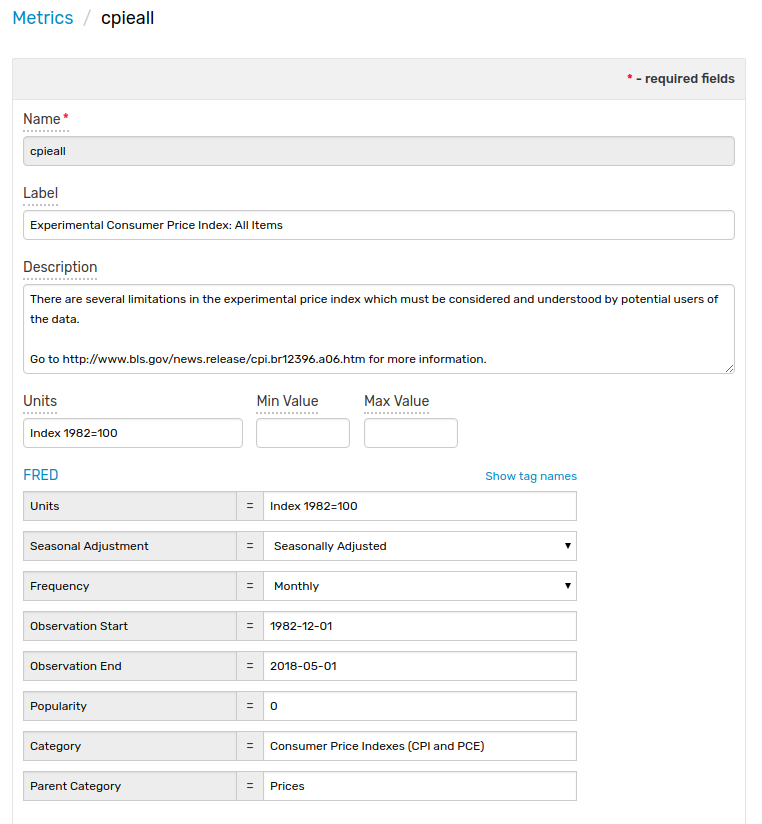 Metrics / cpieall
* - required fields
Name*
cpieall
Label
Experimental Consumer Price Index: All Items
Description
There are several limitations in the experimental price index which must be considered and understood by potential users of
the data.
Go to http://www.bls.gov/news.release/cpi.br12396.a06.htm for more information.
Units Min Value Max Value
Index 1982=100
FRED Show tag names
Units = Index 1982=100
Seasonal Adjustment = Seasonally Adjusted
Frequency = Monthly
Observation Start = 1982-12-01
Observation End = 2018-05-01
Popularity = 0
Category = Consumer Price Indexes (CPI and PCE)
Parent Category = Prices